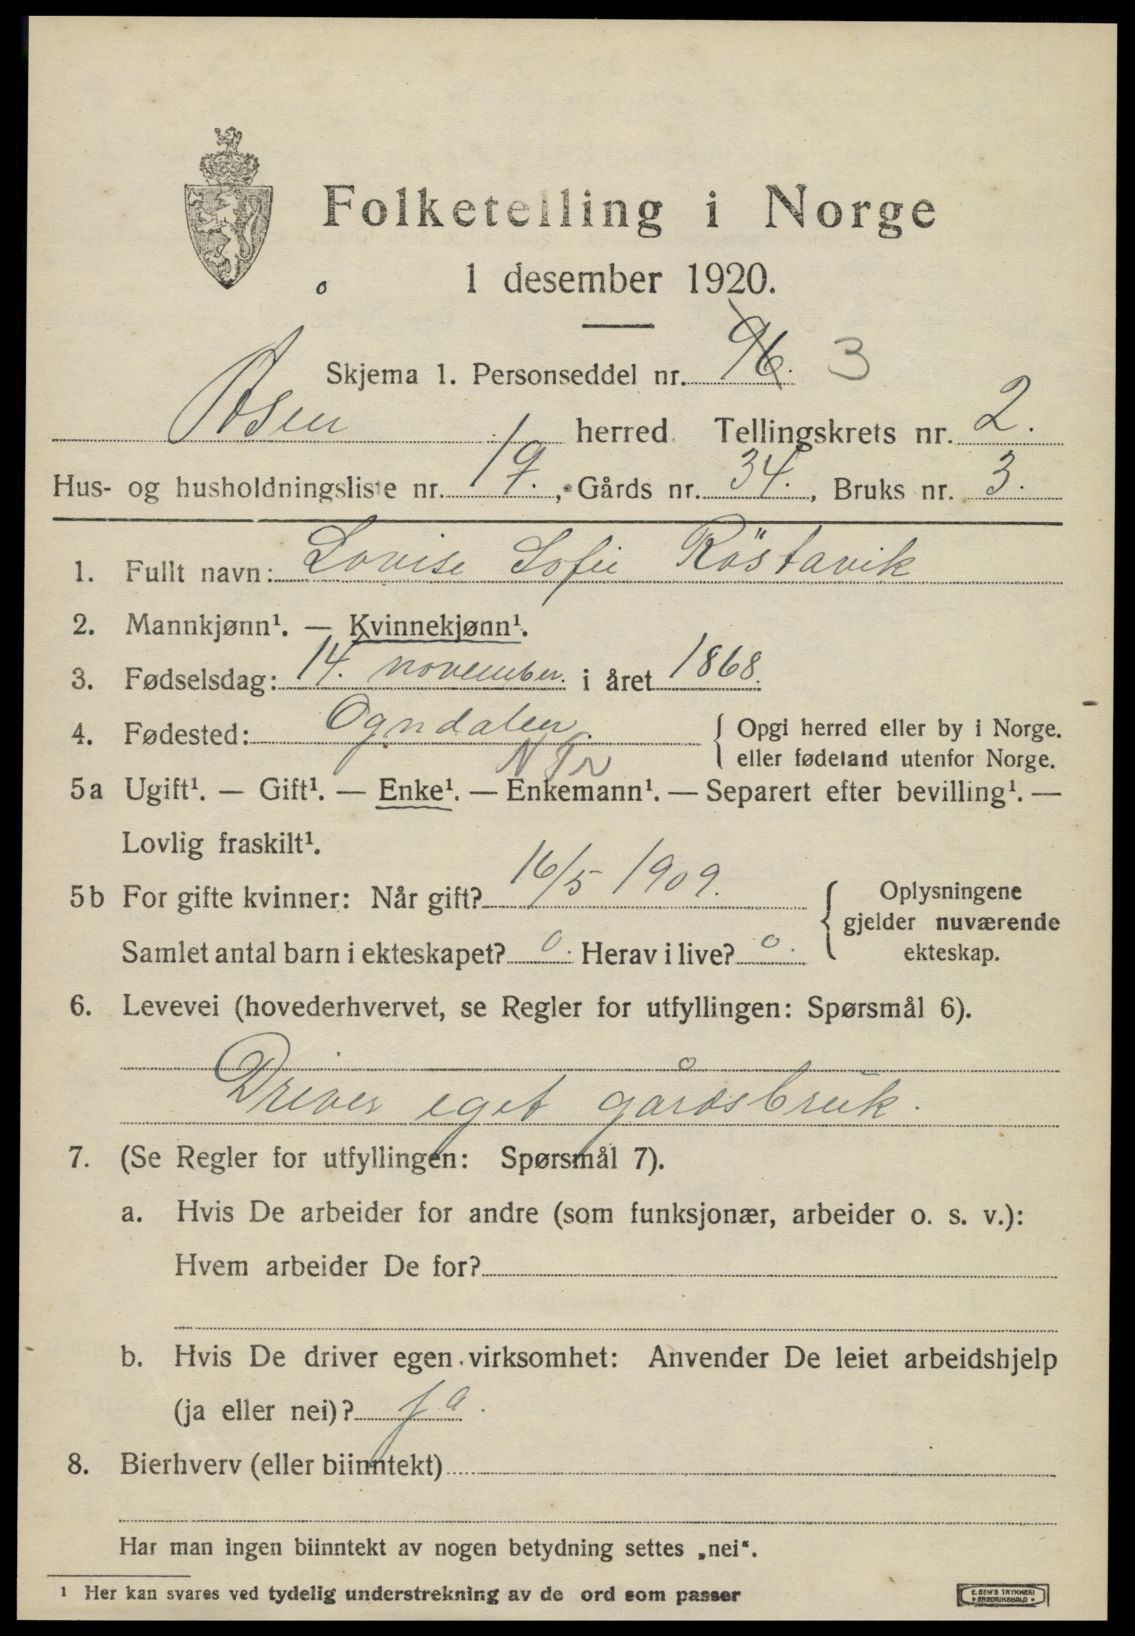 Folketelling i Norge
1 desember 1920.
Skjema 1. Personseddel nr. 96. 3
Åsen herred Tellingskrets nr. 2.
Hus- og husholdningsliste nr. 19., Gårds nr. 34., Bruks nr. 3.
1. Fullt navn: Lovise Sofie Röstavik
2. Mannkjønn¹. — Kvinnekjønn¹.
3. Fødselsdag: 14. november. i året 1868.
4. Fødested: Ogndalen. { Opgi herred eller by i Norge.
eller fødeland utenfor Norge.
N Tr
5a Ugift¹. — Gift¹. — Enke¹. — Enkemann¹. — Separert efter bevilling¹. —
Lovlig fraskilt¹.
5b For gifte kvinner: Når gift? 16/5 1909. { Oplysningene
gjelder nuværende
Samlet antal barn i ekteskapet? 0. Herav i live? 0. ekteskap.
6. Levevei (hovederhvervet, se Regler for utfyllingen: Spørsmål 6).
Driver eget gårdsbruk.
7. (Se Regler for utfyllingen: Spørsmål 7).
a. Hvis De arbeider for andre (som funksjonær, arbeider o. s. v.):
Hvem arbeider De for?
b. Hvis De driver egen virksomhet: Anvender De leiet arbeidshjelp
(ja eller nei)? ja.
8. Bierhverv (eller biinntekt)
Har man ingen biinntekt av nogen betydning settes „nei“.
¹ Her kan svares ved tydelig understrekning av de ord som passer
E. SEM'S TRYKKERI
FREDRIKSHALD